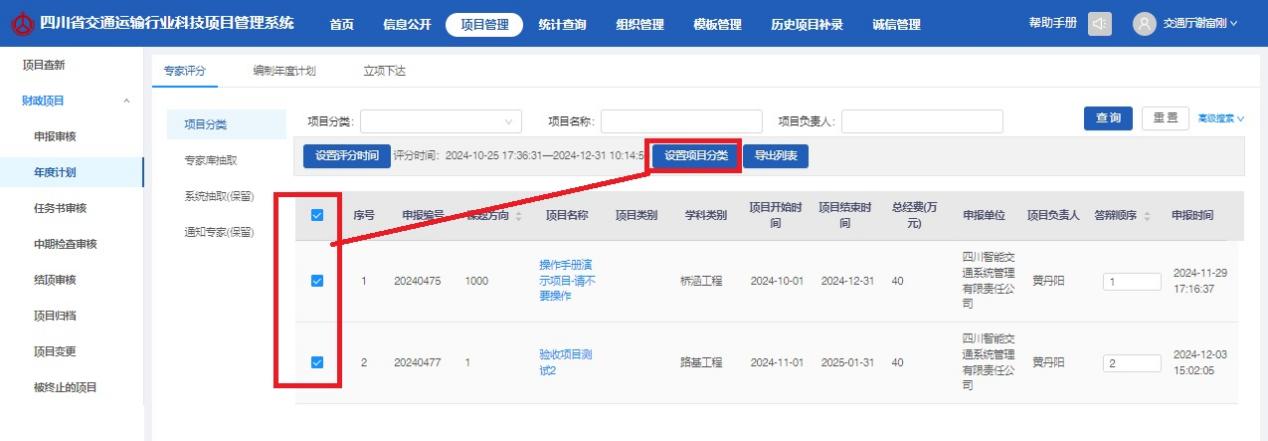 四川省交通运输行业科技项目管理系统 首页 信息公开 项目管理 统计查询 组织管理 模板管理 历史项目补录 诚信管理 帮助手册 交通厅谢宙刚
项目查新
财政项目
申报审核
年度计划
任务书审核
中期检查审核
结顶审核
项目归档
项目变更
被终止的项目
专家评分 编制年度计划 立项下达
项目分类
专家库抽取
系统抽取(保留)
通知专家(保留)
项目分类: 项目名称: 项目负责人: 查询 重置 高级搜索
设置评分时间 评分时间: 2024-10-25 17:36:31—2024-12-31 10:14:5 设置项目分类 导出列表
序号 申报编号 课题方向 项目名称 项目类别 学科类别 项目开始时间 项目结束时间 总经费(万元) 申报单位 项目负责人 答辩顺序 申报时间
1 20240475 1000 操作手册演示项目-请不要操作 桥涵工程 2024-10-01 2024-12-31 40 四川智能交通系统管理有限责任公司 黄丹阳 1 2024-11-29 17:16:37
2 20240477 1 验收项目测试2 路基工程 2024-11-01 2025-01-31 40 四川智能交通系统管理有限责任公司 黄丹阳 2 2024-12-03 15:02:05